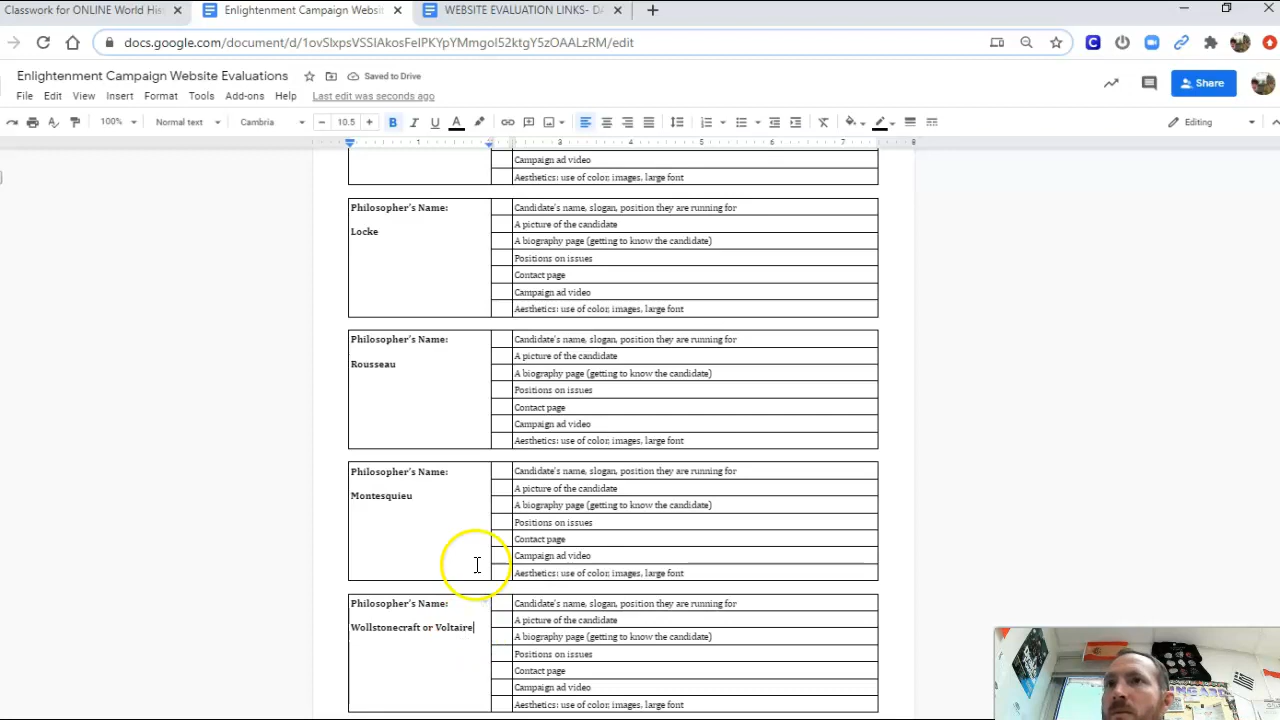 Classwork for ONLINE World His
Enlightenment Campaign Websit
WEBSITE EVALUATION LINKS- DA
docs.google.com/document/d/1ovSlxpsVSSIAkosFeIPKYpYMmgol52ktgY5zOAALzRM/edit
Enlightenment Campaign Website Evaluations
Saved to Drive
Share
File Edit View Insert Format Tools Add-ons Help Last edit was seconds ago
100% Normal text Cambria 10.5 B I U A Editing
1 3 4 5 6 7 8
Campaign ad video
Aesthetics: use of color, images, large font
Philosopher's Name:
Locke
Candidate's name, slogan, position they are running for
A picture of the candidate
A biography page (getting to know the candidate)
Positions on issues
Contact page
Campaign ad video
Aesthetics: use of color, images, large font
Philosopher's Name:
Rousseau
Candidate's name, slogan, position they are running for
A picture of the candidate
A biography page (getting to know the candidate)
Positions on issues
Contact page
Campaign ad video
Aesthetics: use of color, images, large font
Philosopher's Name:
Montesquieu
Candidate's name, slogan, position they are running for
A picture of the candidate
A biography page (getting to know the candidate)
Positions on issues
Contact page
Campaign ad video
Aesthetics: use of color, images, large font
Philosopher's Name:
Wollstonecraft or Voltaire
Candidate's name, slogan, position they are running for
A picture of the candidate
A biography page (getting to know the candidate)
Positions on issues
Contact page
Campaign ad video
Aesthetics: use of color, images, large font